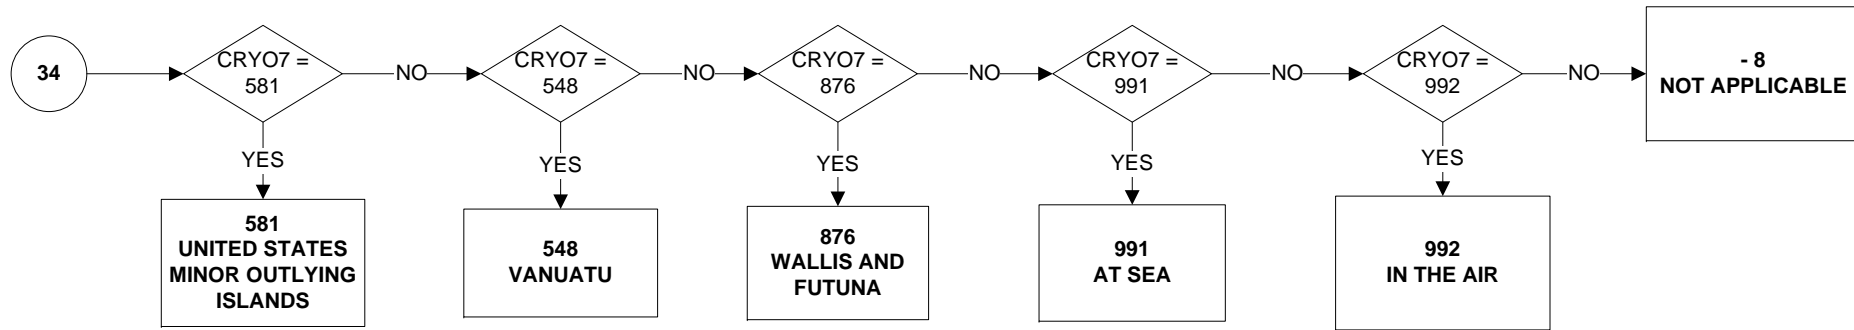 34
CRYO7 =
581
NO
CRYO7 =
548
NO
CRYO7 =
876
NO
CRYO7 =
991
NO
CRYO7 =
992
NO
- 8
NOT APPLICABLE
YES
YES
YES
YES
YES
581
UNITED STATES
MINOR OUTLYING
ISLANDS
548
VANUATU
876
WALLIS AND
FUTUNA
991
AT SEA
992
IN THE AIR